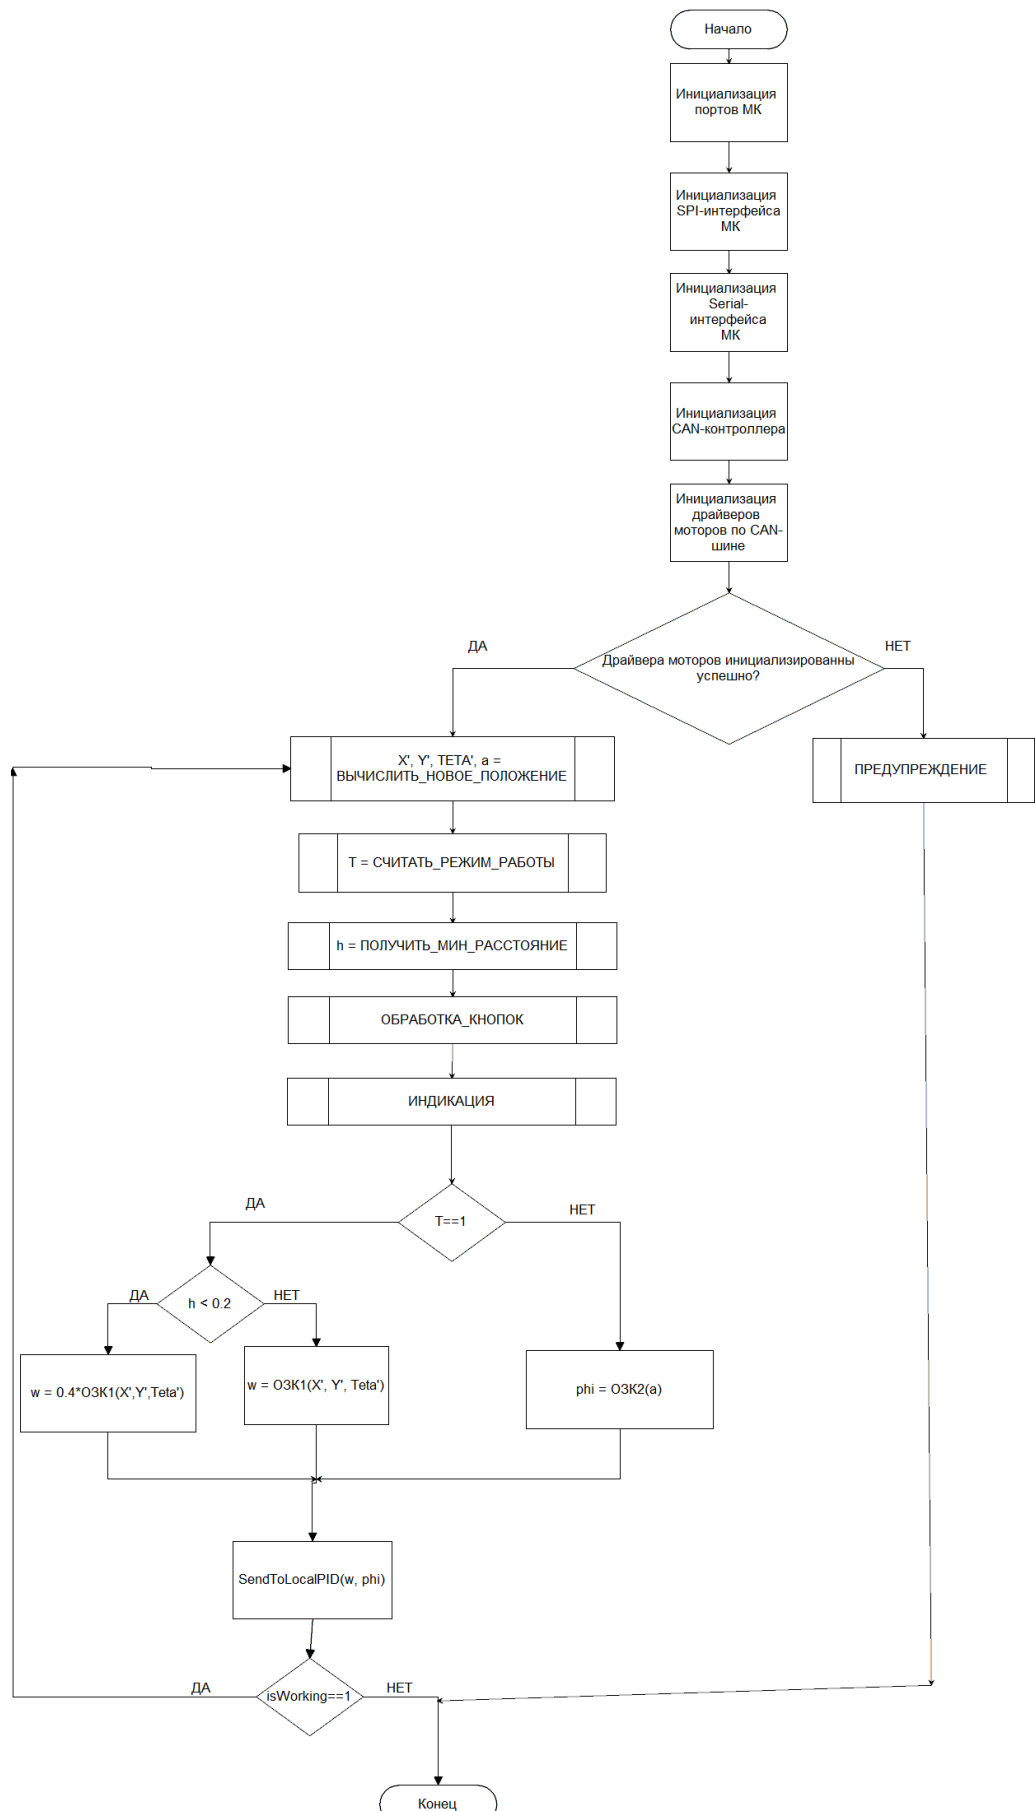 Начало
Инициализация
портов МК
Инициализация
SPI-интерфейса
МК
Инициализация
Serial-
интерфейса
МК
Инициализация
CAN-контроллера
Инициализация
драйверов
моторов по CAN-
шине
ДА
НЕТ
Драйвера моторов инициализированны
успешно?
X', Y', TETA', a =
ВЫЧИСЛИТЬ_НОВОЕ_ПОЛОЖЕНИЕ
ПРЕДУПРЕЖДЕНИЕ
T = СЧИТАТЬ_РЕЖИМ_РАБОТЫ
h = ПОЛУЧИТЬ_МИН_РАССТОЯНИЕ
ОБРАБОТКА_КНОПОК
ИНДИКАЦИЯ
ДА
НЕТ
T==1
ДА
НЕТ
h < 0.2
w = 0.4*ОЗК1(X',Y',Teta')
w = ОЗК1(X', Y', Teta')
phi = ОЗК2(a)
SendToLocalPID(w, phi)
ДА
НЕТ
isWorking==1
Конец